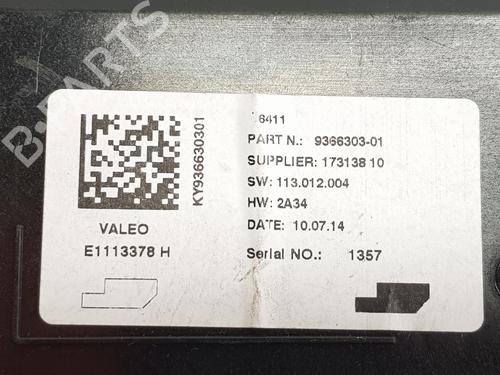 6411
PART N.: 9366303-01
SUPPLIER: 173138 10
SW: 113.012.004
HW: 2A34
DATE: 10.07.14
Serial NO.: 1357
KY936630301
VALEO
E1113378 H
B-PARTS